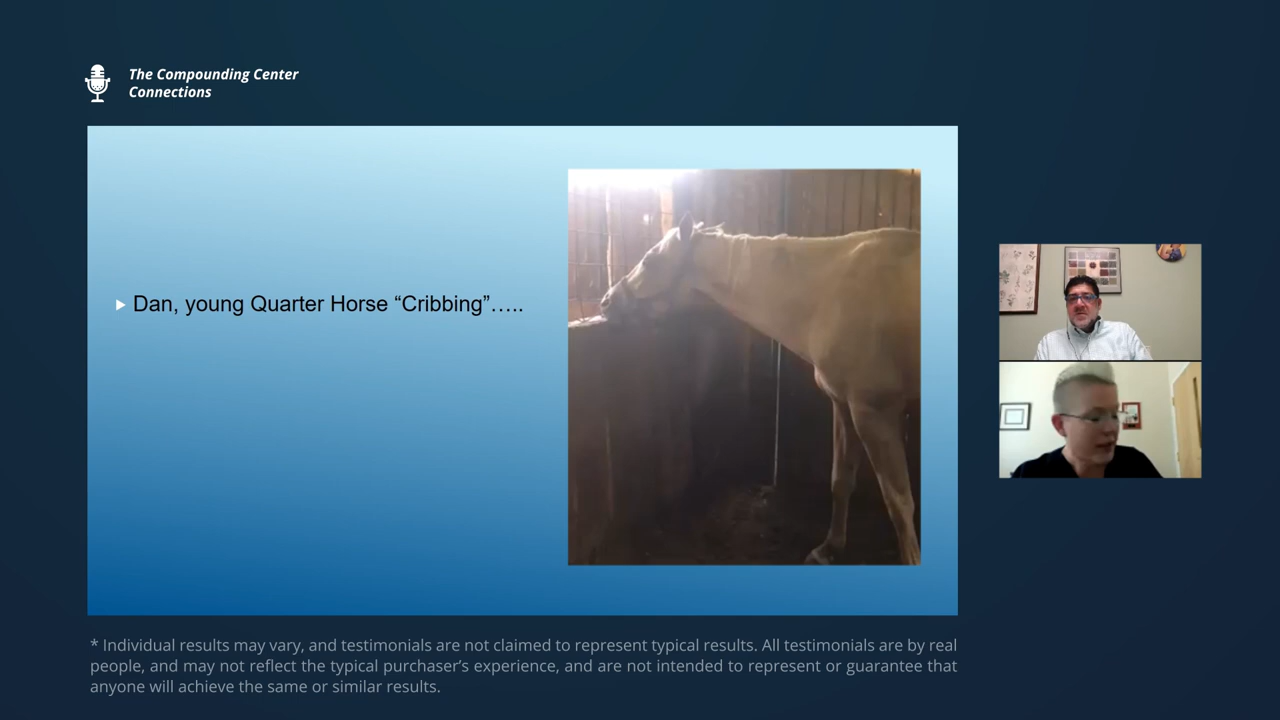 The Compounding Center
Connections
Dan, young Quarter Horse “Cribbing”…..
* Individual results may vary, and testimonials are not claimed to represent typical results. All testimonials are by real
people, and may not reflect the typical purchaser’s experience, and are not intended to represent or guarantee that
anyone will achieve the same or similar results.